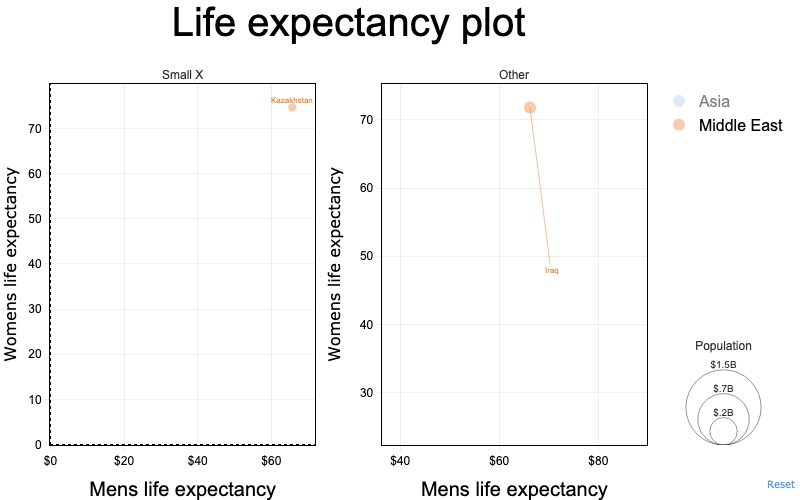 Life expectancy plot
Small X
Other
Kazakhstan
Iraq
70
60
50
40
30
20
10
0
$0
$20
$40
$60
Mens life expectancy
Womens life expectancy
70
60
50
40
30
$40
$60
$80
Mens life expectancy
Womens life expectancy
Asia
Middle East
Population
$1.5B
$.7B
$.2B
Reset